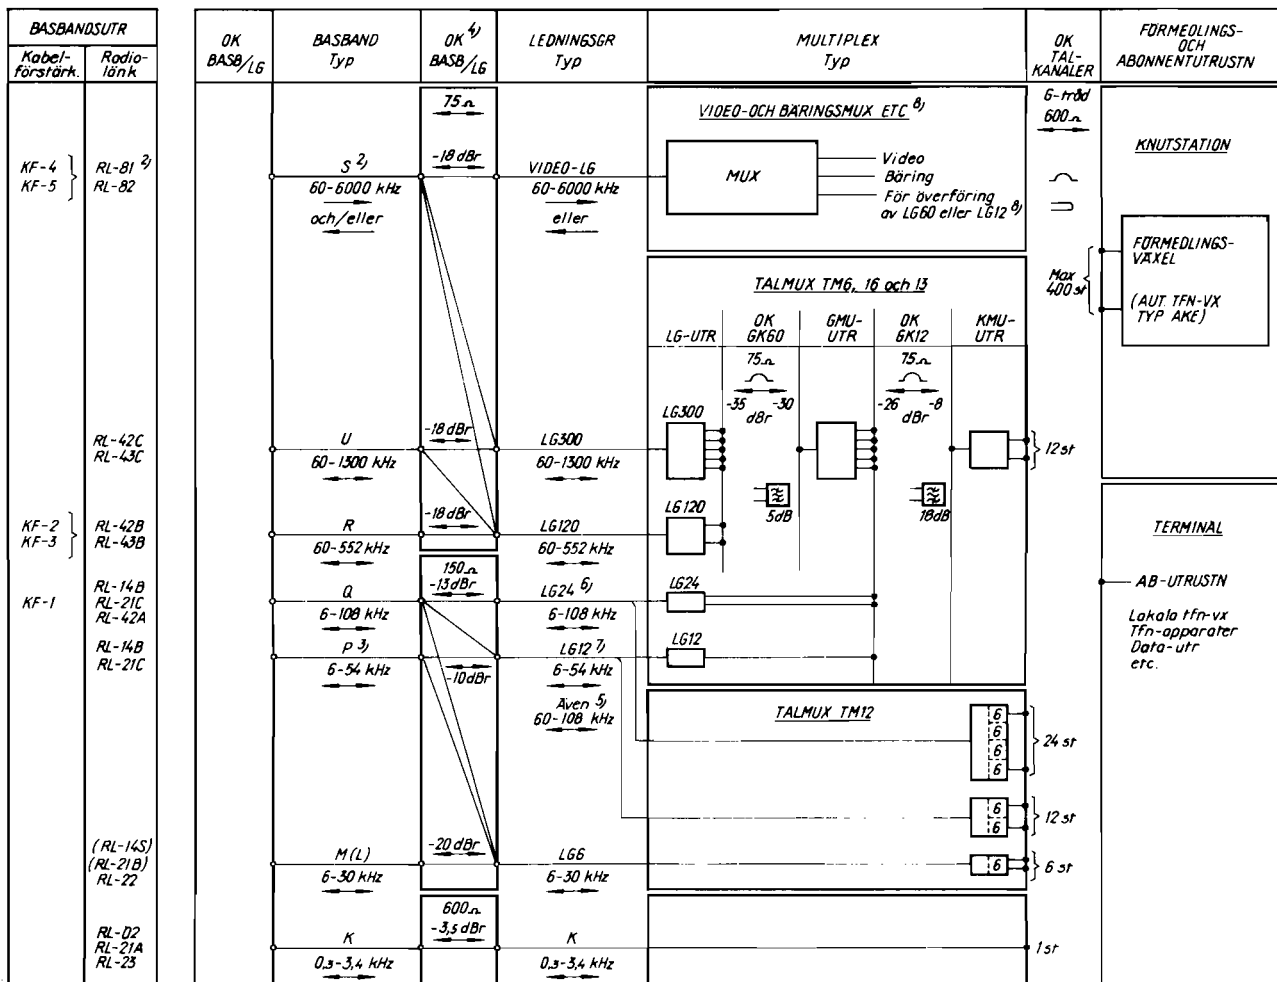 BASBANDSUTR
Kabel-
förstärk.
Radio-
länk
OK
BASB/LG
BASBAND
Typ
OK 4)
BASB/LG
LEDNINGSGR
Typ
MULTIPLEX
Typ
OK
TAL-
KANALER
FÖRMEDLINGS-
OCH
ABONNENTUTRUSTN
KF-4
KF-5
RL-81 2)
RL-82
S 2)
60-6000 kHz
och/eller
75Ω
-18 dBr
VIDEO-LG
60-6000 kHz
eller
VIDEO-OCH BÄRINGSMUX ETC 8)
MUX
Video
Bäring
För överföring
av LG60 eller LG12 8)
6-tråd
600Ω
Max
400 st
KNUTSTATION
FÖRMEDLINGS-
VÄXEL
(AUT. TFN-VX
TYP AKE)
TALMUX TM6, 16 och 13
LG-UTR
OK
GK60
GMU-
UTR
OK
GK12
KMU-
UTR
75Ω
-35
-30
dBr
75Ω
-26
-8
dBr
RL-42C
RL-43C
U
60-1300 kHz
-18 dBr
LG300
60-1300 kHz
LG300
12 st
5dB
18dB
KF-2
KF-3
RL-42B
RL-43B
R
60-552 kHz
-18 dBr
LG120
60-552 kHz
LG120
TERMINAL
AB-UTRUSTN
Lokala tfn-vx
Tfn-apparater
Data-utr
etc.
KF-1
RL-14B
RL-21C
RL-42A
Q
6-108 kHz
150Ω
-13dBr
LG24 6)
6-108 kHz
LG24
RL-14B
RL-21C
P 3)
6-54 kHz
-10dBr
LG12 7)
6-54 kHz
Även 5)
60-108 kHz
LG12
TALMUX TM12
6
6
6
6
24 st
6
6
12 st
(RL-14S)
(RL-21B)
RL-22
M(L)
6-30 kHz
-20 dBr
LG6
6-30 kHz
6
6 st
RL-02
RL-21A
RL-23
K
0,3-3,4 kHz
600Ω
-3,5 dBr
K
0,3-3,4 kHz
1 st